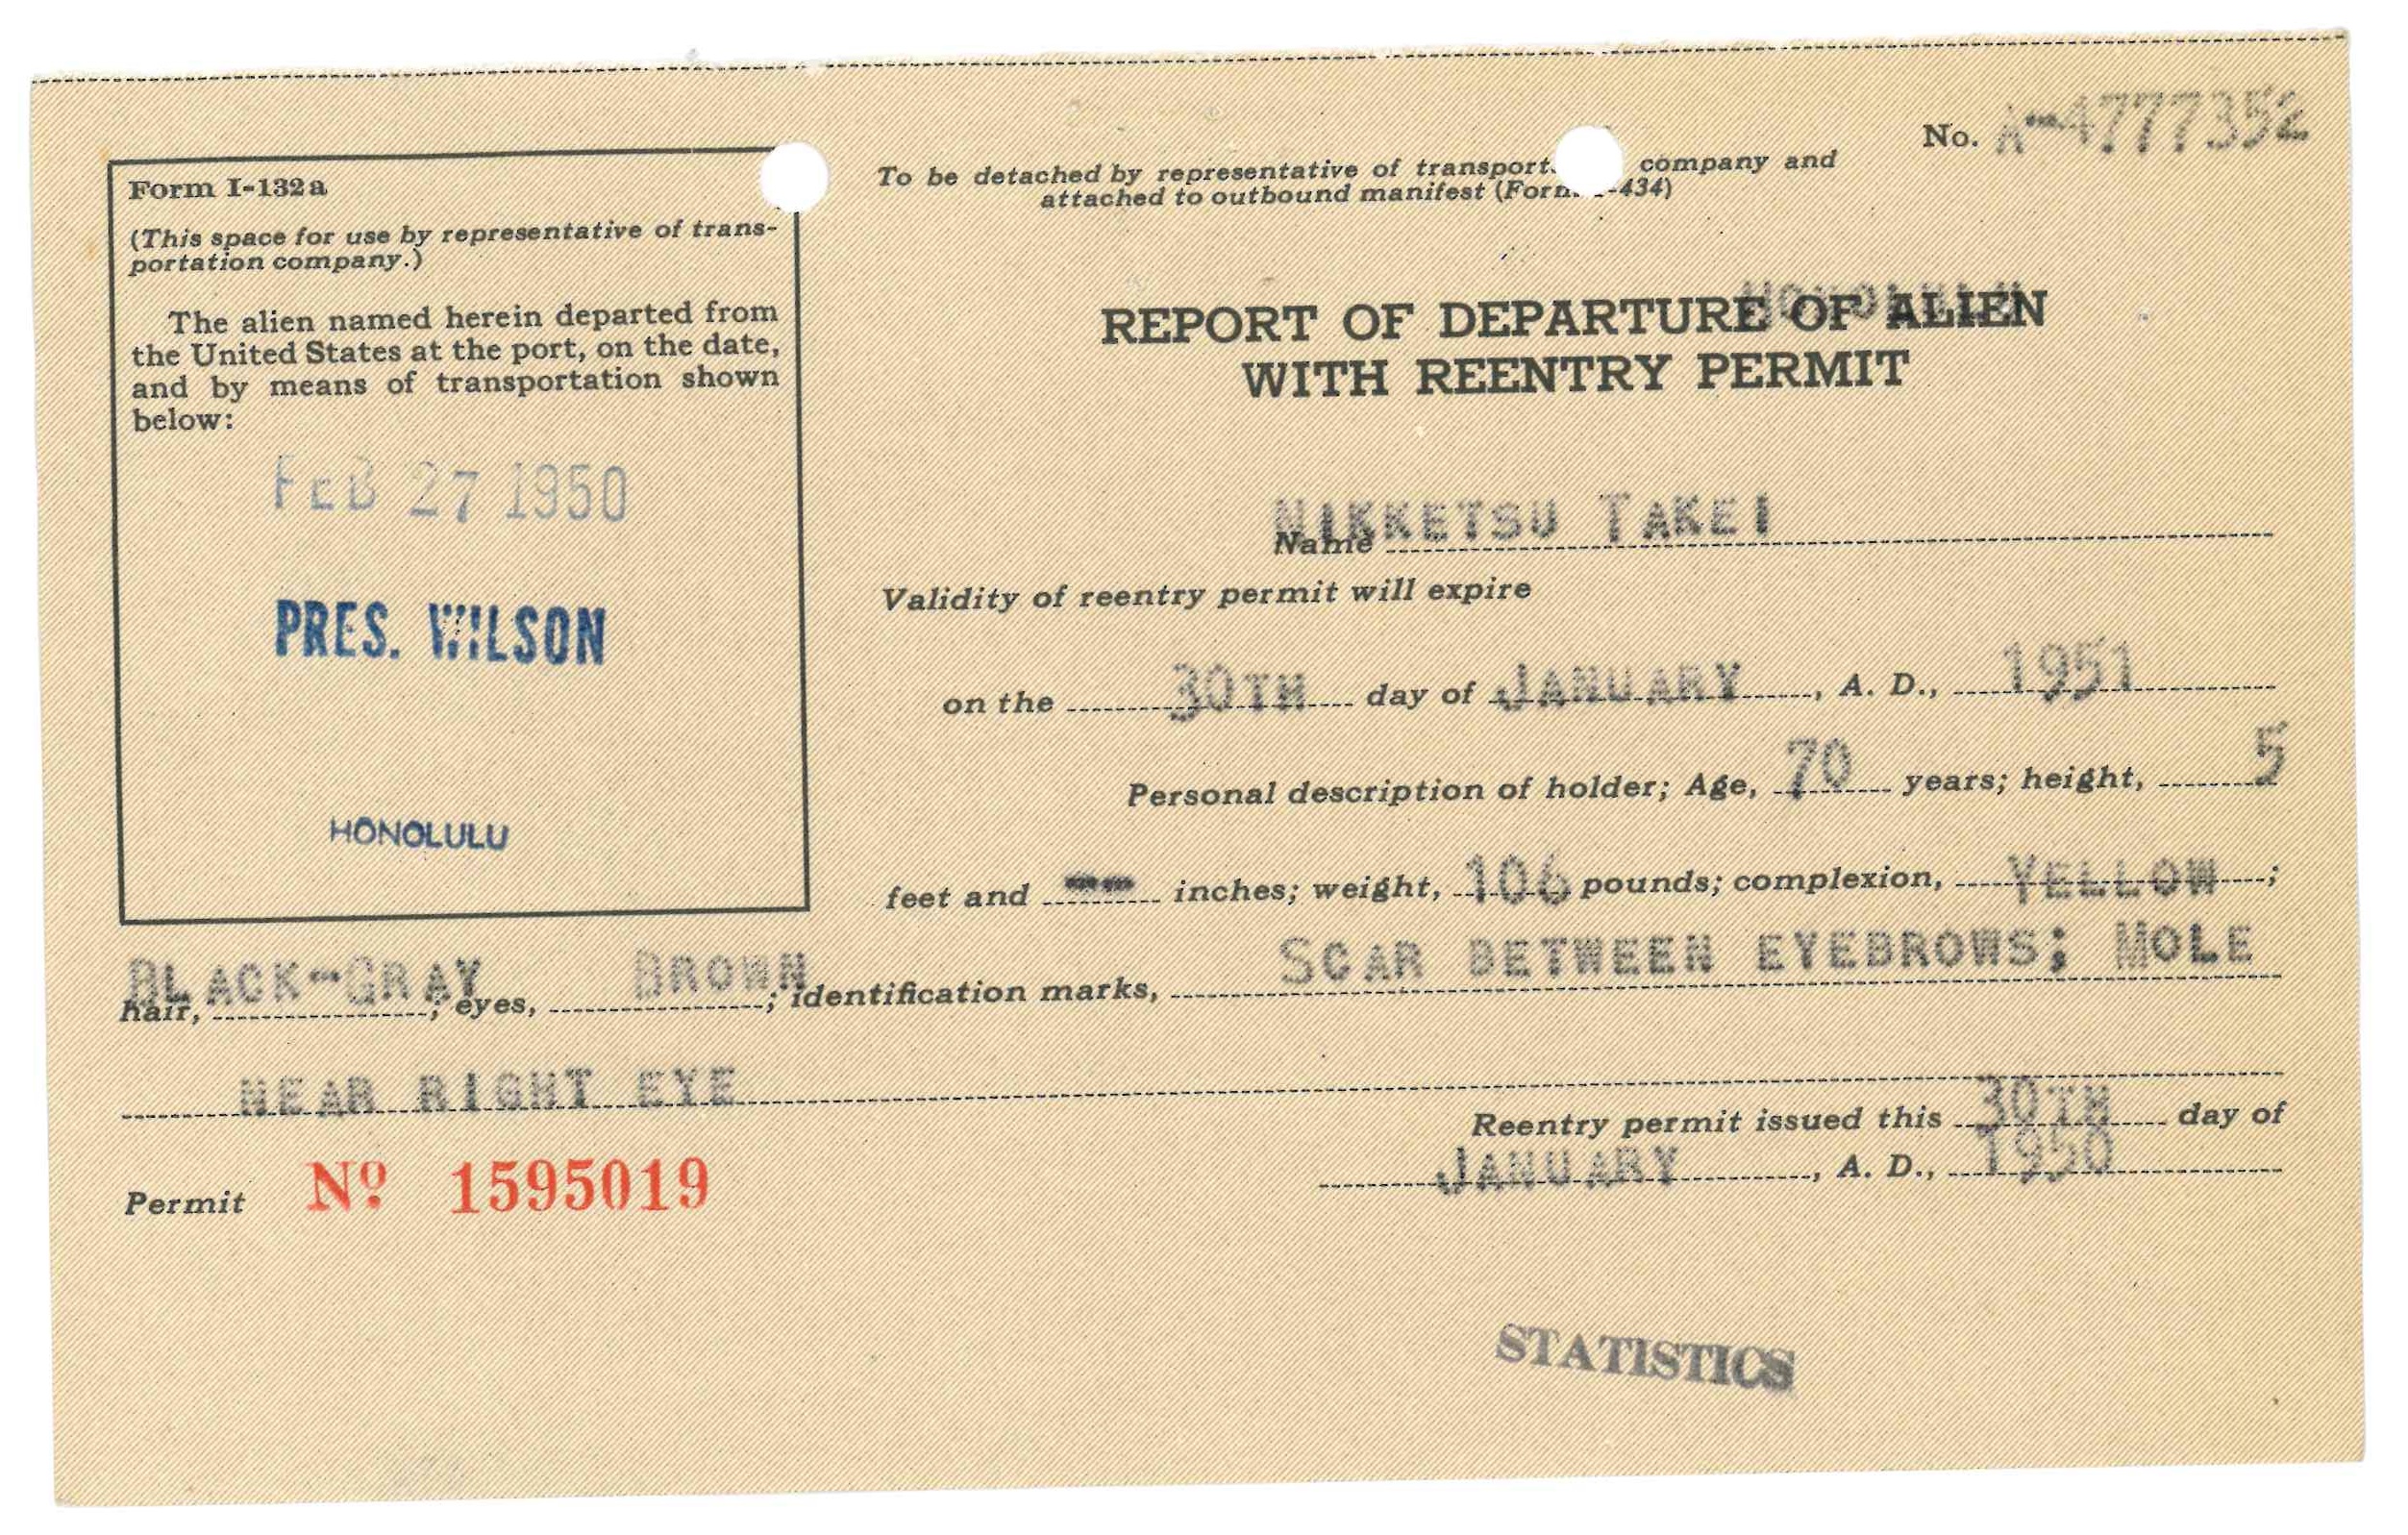 No. A-4777352
To be detached by representative of transport company and
attached to outbound manifest (Form -434)
Form I-132a
(This space for use by representative of trans-
portation company.)
The alien named herein departed from
the United States at the port, on the date,
and by means of transportation shown
below:
FEB 27 1950
PRES. WILSON
HONOLULU
HONOLULU
REPORT OF DEPARTURE OF ALIEN
WITH REENTRY PERMIT
Name NIKKETSU TAKEI
Validity of reentry permit will expire
on the 30TH day of JANUARY, A. D., 1951
Personal description of holder; Age, 70 years; height, 5
feet and -- inches; weight, 106 pounds; complexion, YELLOW;
hair, BLACK-GRAY; eyes, BROWN; identification marks, SCAR BETWEEN EYEBROWS; MOLE
NEAR RIGHT EYE
Reentry permit issued this 30TH day of
JANUARY, A. D., 1950
Permit Nº 1595019
STATISTICS